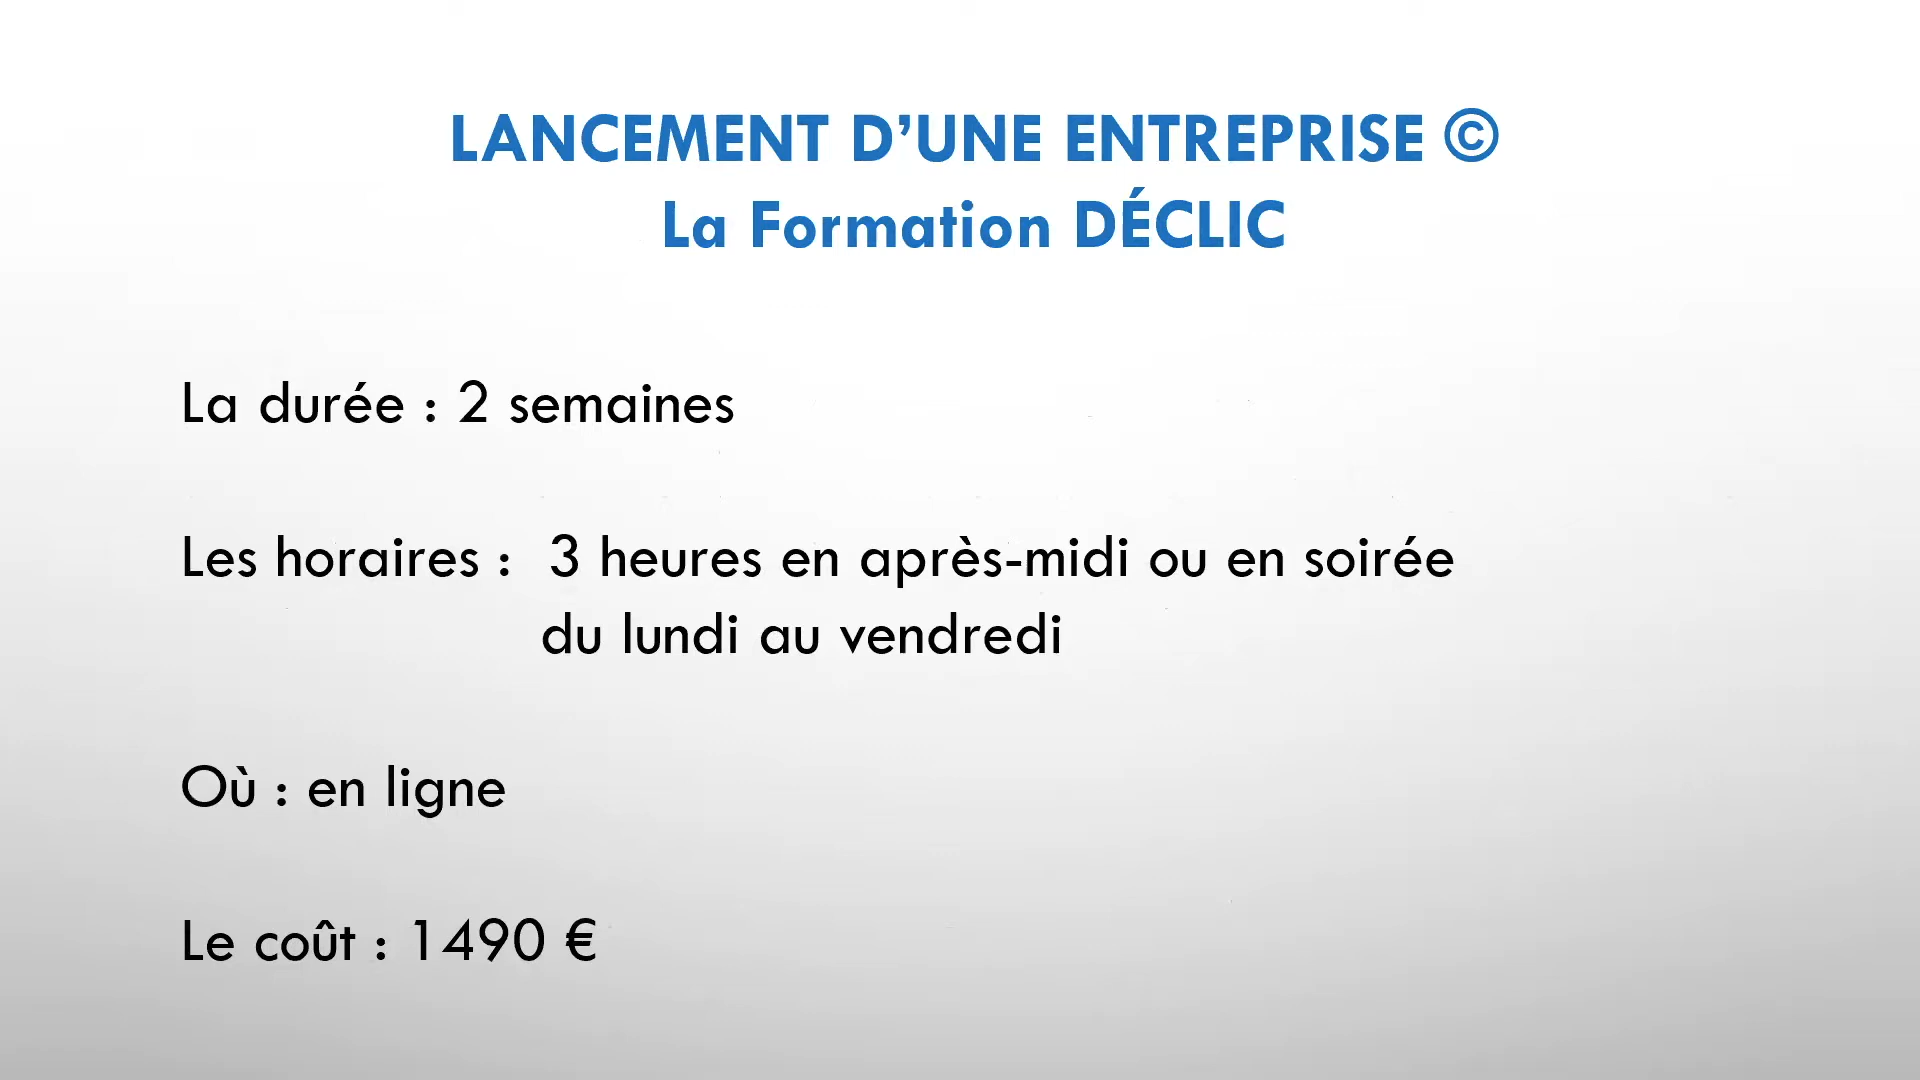 LANCEMENT D’UNE ENTREPRISE ©
La Formation DÉCLIC
La durée : 2 semaines
Les horaires : 3 heures en après-midi ou en soirée
du lundi au vendredi
Où : en ligne
Le coût : 1490 €